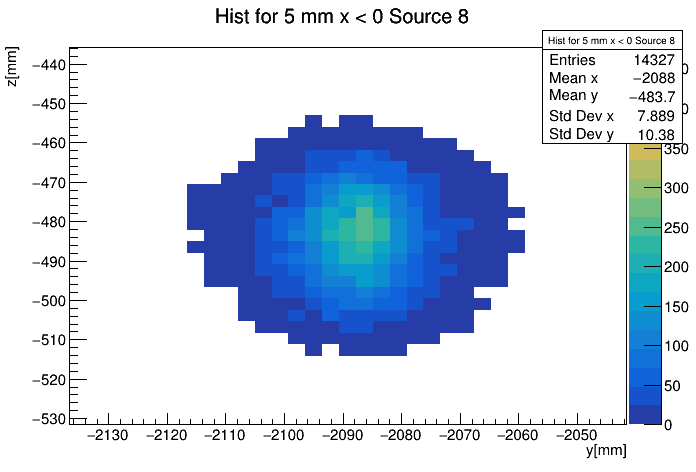 Hist for 5 mm x < 0 Source 8
z[mm]
Hist for 5 mm x < 0 Source 8
Entries 14327
Mean x −2088
Mean y −483.7
Std Dev x 7.889
Std Dev y 10.38
−440
−450
−460
−470
−480
−490
−500
−510
−520
−530
350
300
250
200
150
100
50
0
−2130 −2120 −2110 −2100 −2090 −2080 −2070 −2060 −2050
y[mm]